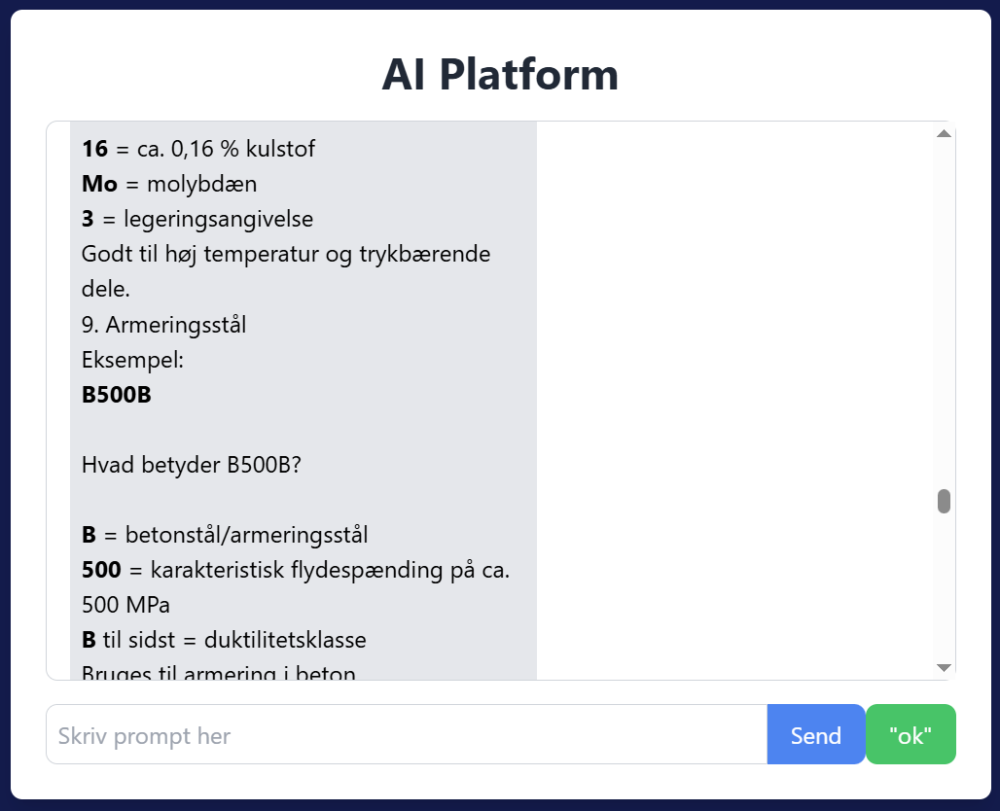 AI Platform
16 = ca. 0,16 % kulstof
Mo = molybdæn
3 = legeringsangivelse
Godt til høj temperatur og trykbærende
dele.
9. Armeringsstål
Eksempel:
B500B
Hvad betyder B500B?
B = betonstål/armeringsstål
500 = karakteristisk flydespænding på ca.
500 MPa
B til sidst = duktilitetsklasse
Bruges til armering i beton
Skriv prompt her
Send
"ok"